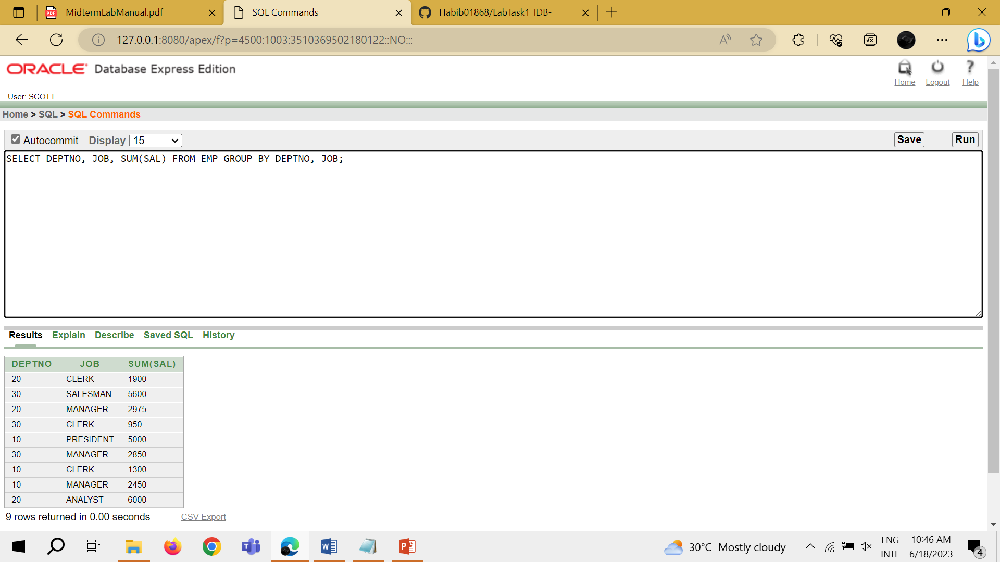 MidtermLabManual.pdf
SQL Commands
Habib01868/LabTask1_IDB-
127.0.0.1:8080/apex/f?p=4500:1003:3510369502180122::NO:::
ORACLE Database Express Edition
Home Logout Help
User: SCOTT
Home > SQL > SQL Commands
Autocommit Display 15 Save Run
SELECT DEPTNO, JOB, SUM(SAL) FROM EMP GROUP BY DEPTNO, JOB;
Results Explain Describe Saved SQL History
DEPTNO JOB SUM(SAL)
20 CLERK 1900
30 SALESMAN 5600
20 MANAGER 2975
30 CLERK 950
10 PRESIDENT 5000
30 MANAGER 2850
10 CLERK 1300
10 MANAGER 2450
20 ANALYST 6000
9 rows returned in 0.00 seconds CSV Export
30°C Mostly cloudy
ENG
INTL
10:46 AM
6/18/2023
4